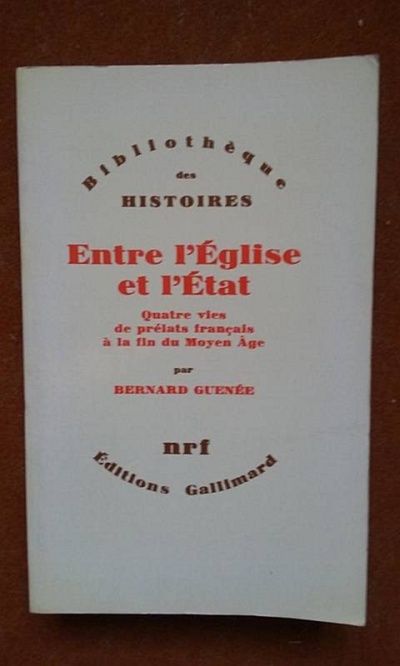 Bibliothèque
des
HISTOIRES
Entre l'Église
et l'État
Quatre vies
de prélats français
à la fin du Moyen Âge
par
BERNARD GUENÉE
nrf
Éditions Gallimard